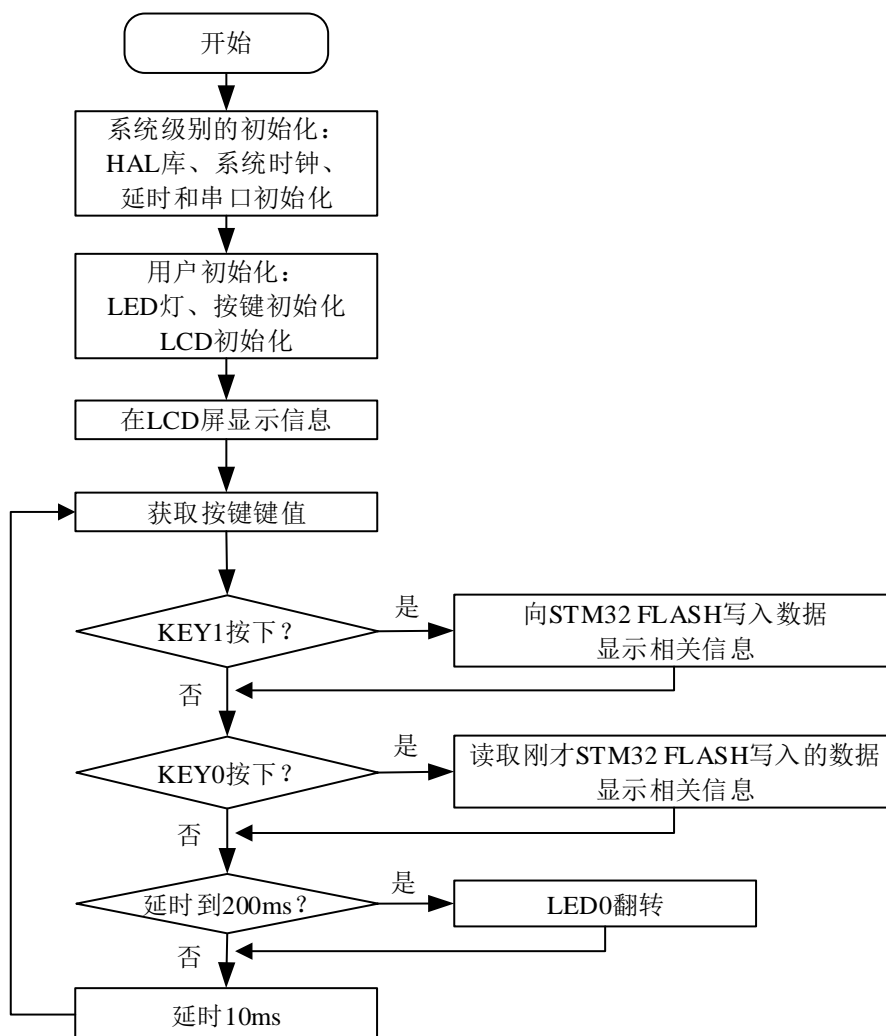 开始
系统级别的初始化：
HAL库、系统时钟、
延时和串口初始化
用户初始化：
LED灯、按键初始化
LCD初始化
在LCD屏显示信息
获取按键键值
KEY1按下？
是
向STM32 FLASH写入数据
显示相关信息
否
KEY0按下？
是
读取刚才STM32 FLASH写入的数据
显示相关信息
否
延时到200ms？
是
LED0翻转
否
延时10ms